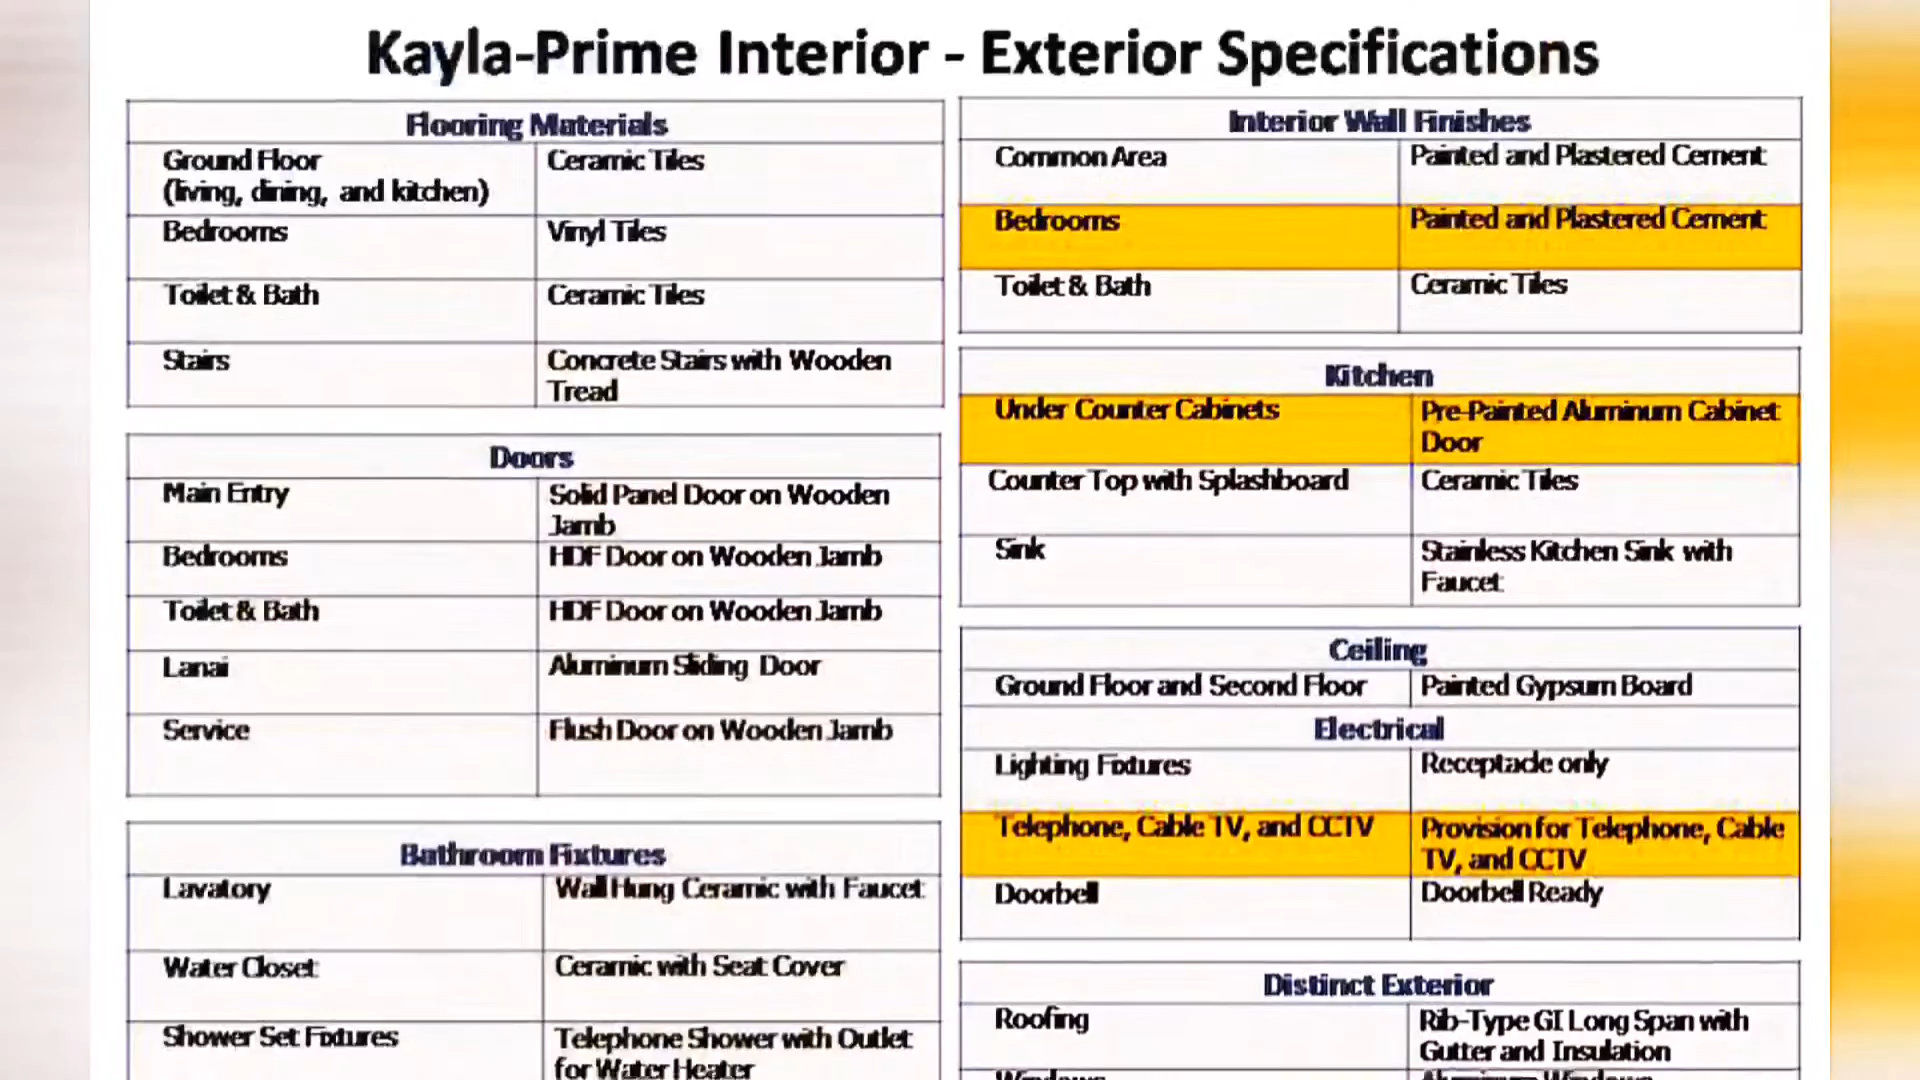 Kayla-Prime Interior - Exterior Specifications
Flooring Materials
Ground Floor
(living, dining, and kitchen)
Ceramic Tiles
Bedrooms
Vinyl Tiles
Toilet & Bath
Ceramic Tiles
Stairs
Concrete Stairs with Wooden
Tread
Doors
Main Entry
Solid Panel Door on Wooden
Jamb
Bedrooms
HDF Door on Wooden Jamb
Toilet & Bath
HDF Door on Wooden Jamb
Lanai
Aluminum Sliding Door
Service
Flush Door on Wooden Jamb
Bathroom Fixtures
Lavatory
Wall Hung Ceramic with Faucet
Water Closet
Ceramic with Seat Cover
Shower Set Fixtures
Telephone Shower with Outlet
for Water Heater
Interior Wall Finishes
Common Area
Painted and Plastered Cement
Bedrooms
Painted and Plastered Cement
Toilet & Bath
Ceramic Tiles
Kitchen
Under Counter Cabinets
Pre-Painted Aluminum Cabinet
Door
Counter Top with Splashboard
Ceramic Tiles
Sink
Stainless Kitchen Sink with
Faucet
Ceiling
Ground Floor and Second Floor
Painted Gypsum Board
Electrical
Lighting Fixtures
Receptacle only
Telephone, Cable TV, and CCTV
Provision for Telephone, Cable
TV, and CCTV
Doorbell
Doorbell Ready
Distinct Exterior
Roofing
Rib-Type GI Long Span with
Gutter and Insulation
Windows
Aluminum Windows